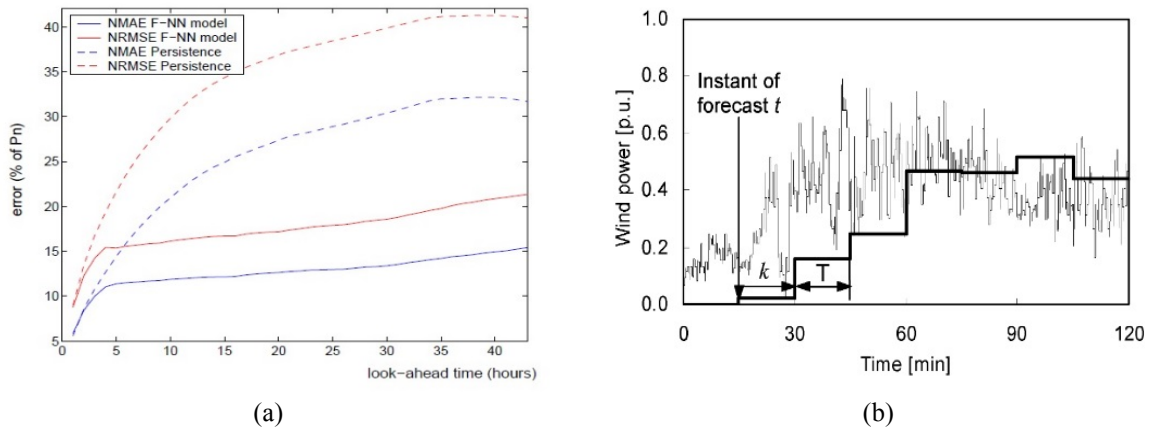 NMAE F-NN model
NRMSE F-NN model
NMAE Persistence
NRMSE Persistence
40
35
30
25
20
15
10
5
error (% of Pn)
0
5
10
15
20
25
30
35
40
look-ahead time (hours)
(a)
1.0
0.8
0.6
0.4
0.2
0.0
Wind power [p.u.]
Instant of
forecast t
k
T
0
30
60
90
120
Time [min]
(b)